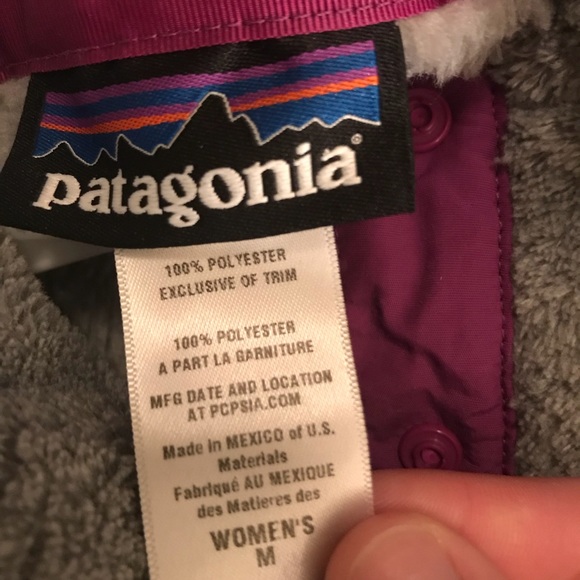 patagonia®
100% POLYESTER
EXCLUSIVE OF TRIM
100% POLYESTER
A PART LA GARNITURE
MFG DATE AND LOCATION
AT PCPSIA.COM
Made in MEXICO of U.S.
Materials
Fabriqué AU MEXIQUE
des Matieres des
WOMEN'S
M